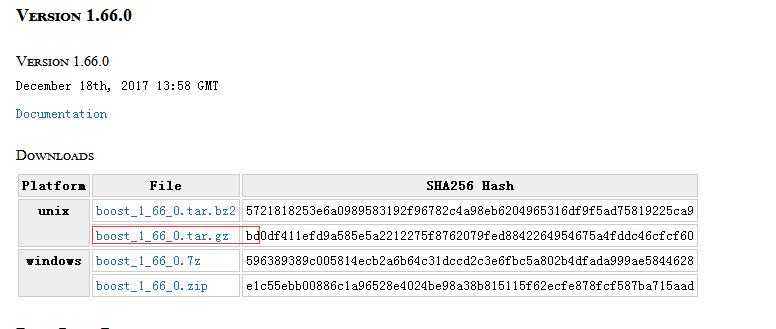 Version 1.66.0
Version 1.66.0
December 18th, 2017 13:58 GMT
Documentation
Downloads
Platform File SHA256 Hash
unix boost_1_66_0.tar.bz2 5721818253e6a0989583192f96782c4a98eb6204965316df9f5ad75819225ca9
boost_1_66_0.tar.gz bd0df411efd9a585e5a2212275f8762079fed8842264954675a4fddc46cfcf60
windows boost_1_66_0.7z 596389389c005814ecb2a6b64c31dccd2c3e6fbc5a802b4dfada999ae5844628
boost_1_66_0.zip e1c55ebb00886c1a96528e4024be98a38b815115f62ecfe878fcf587ba715aad